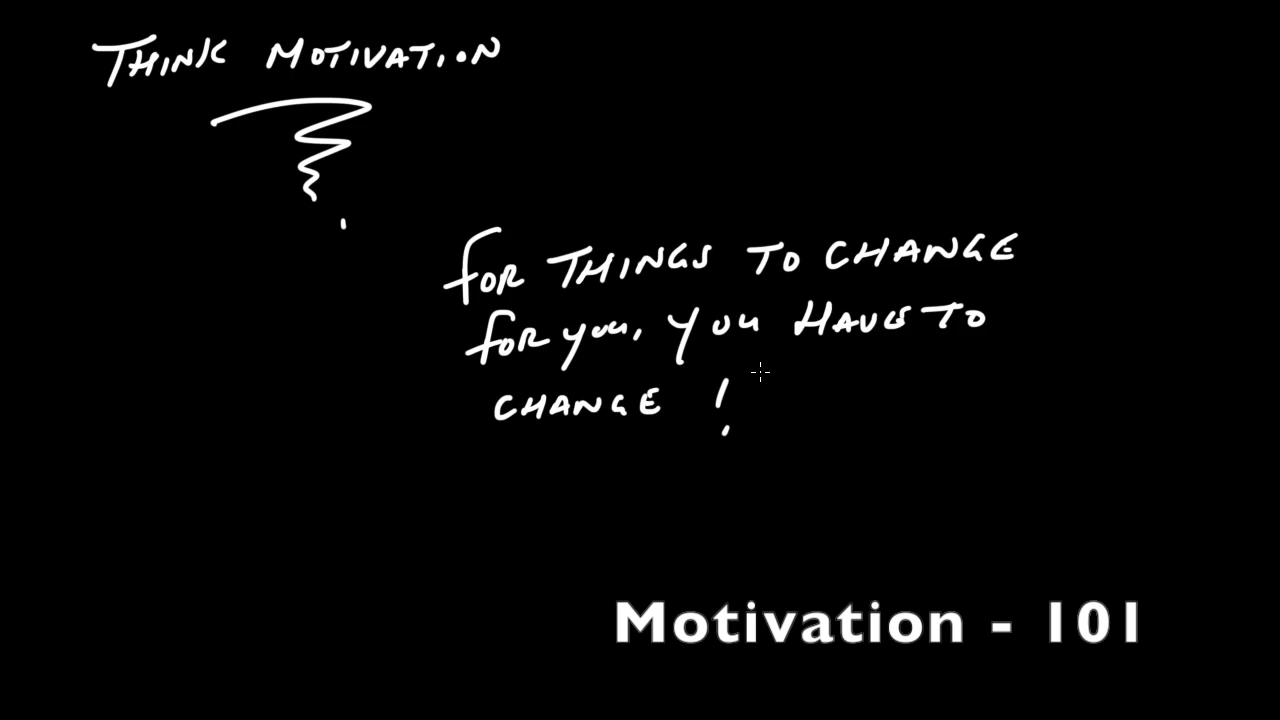 THINK MOTIVATION
FOR THINGS TO CHANGE
FOR YOU, YOU HAVE TO
CHANGE !
Motivation - 101